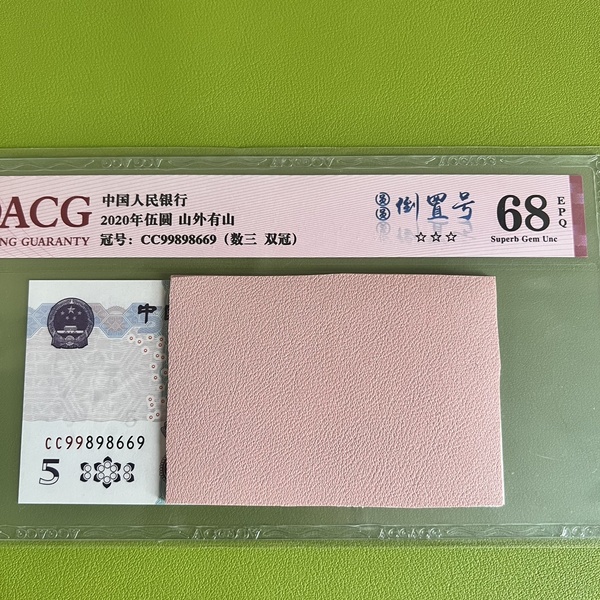 ACG
NG GUARANTY
中国人民银行
2020年伍圆 山外有山
冠号：CC99898669（数三 双冠）
倒置号
☆☆☆
68
EPQ
Superb Gem Unc
中
CC99898669
5